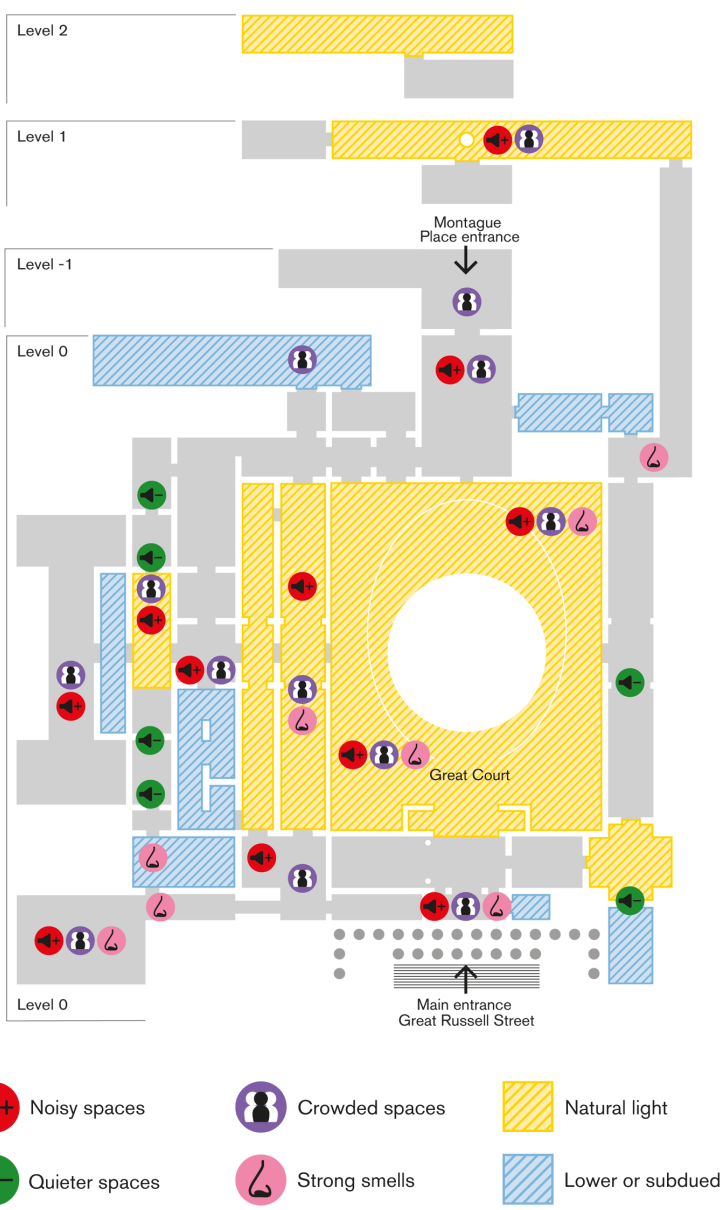 Level 2
Level 1
Montague
Place entrance
Level -1
Level 0
Great Court
Level 0
Main entrance
Great Russell Street
Noisy spaces
Crowded spaces
Natural light
Quieter spaces
Strong smells
Lower or subdued